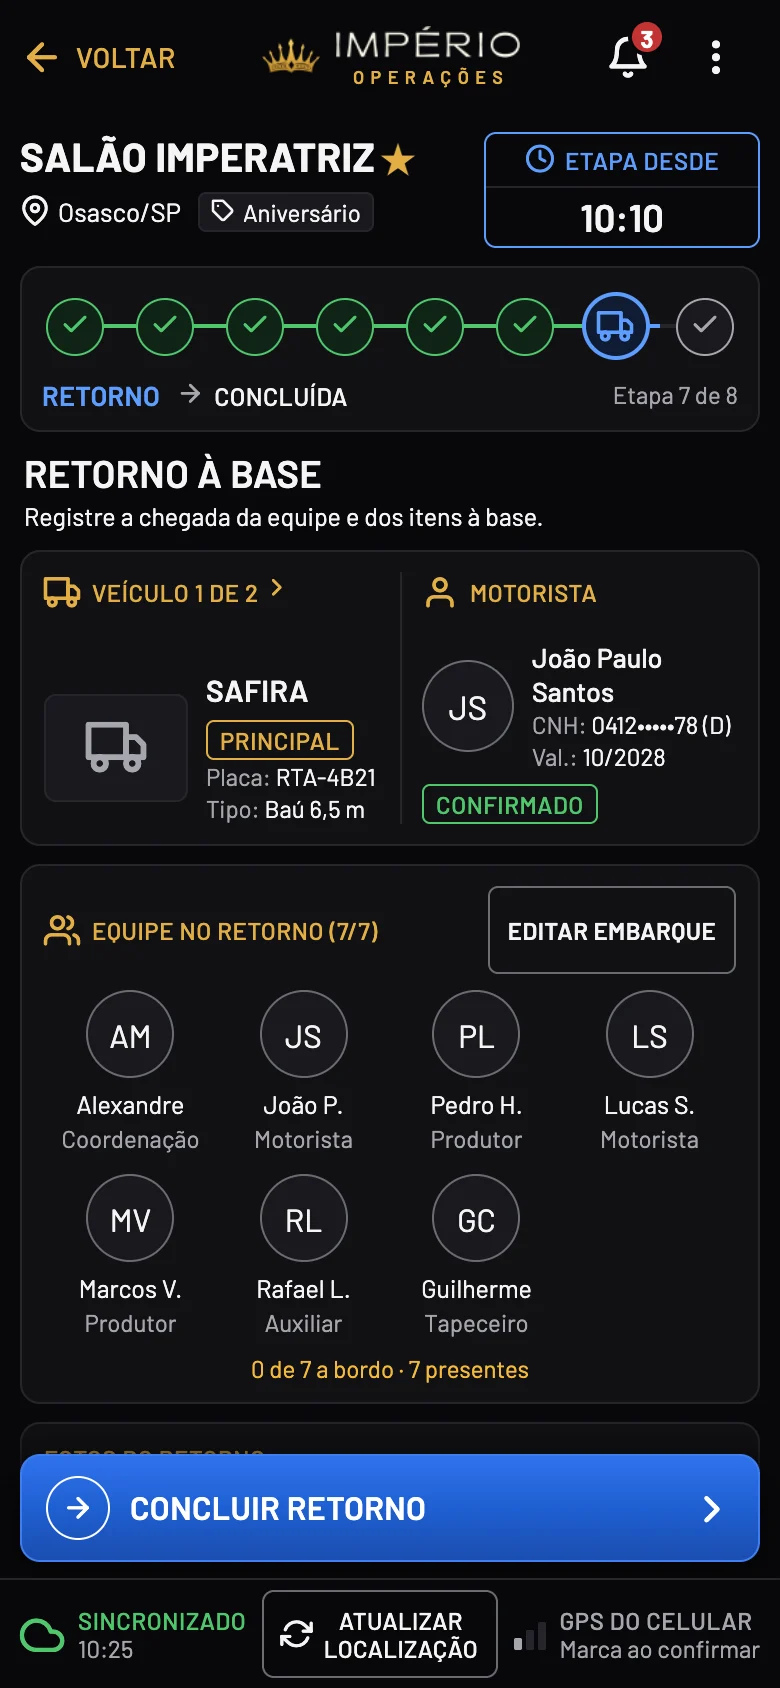 VOLTAR
IMPÉRIO
OPERAÇÕES
3
SALÃO IMPERATRIZ
Osasco/SP
Aniversário
ETAPA DESDE
10:10
RETORNO → CONCLUÍDA
Etapa 7 de 8
RETORNO À BASE
Registre a chegada da equipe e dos itens à base.
VEÍCULO 1 DE 2
SAFIRA
PRINCIPAL
Placa: RTA-4B21
Tipo: Baú 6,5 m
MOTORISTA
JS
João Paulo
Santos
CNH: 0412•••••78 (D)
Val.: 10/2028
CONFIRMADO
EQUIPE NO RETORNO (7/7)
EDITAR EMBARQUE
AM
Alexandre
Coordenação
JS
João P.
Motorista
PL
Pedro H.
Produtor
LS
Lucas S.
Motorista
MV
Marcos V.
Produtor
RL
Rafael L.
Auxiliar
GC
Guilherme
Tapeceiro
0 de 7 a bordo · 7 presentes
FOTOS DO RETORNO
CONCLUIR RETORNO
SINCRONIZADO
10:25
ATUALIZAR
LOCALIZAÇÃO
GPS DO CELULAR
Marca ao confirmar